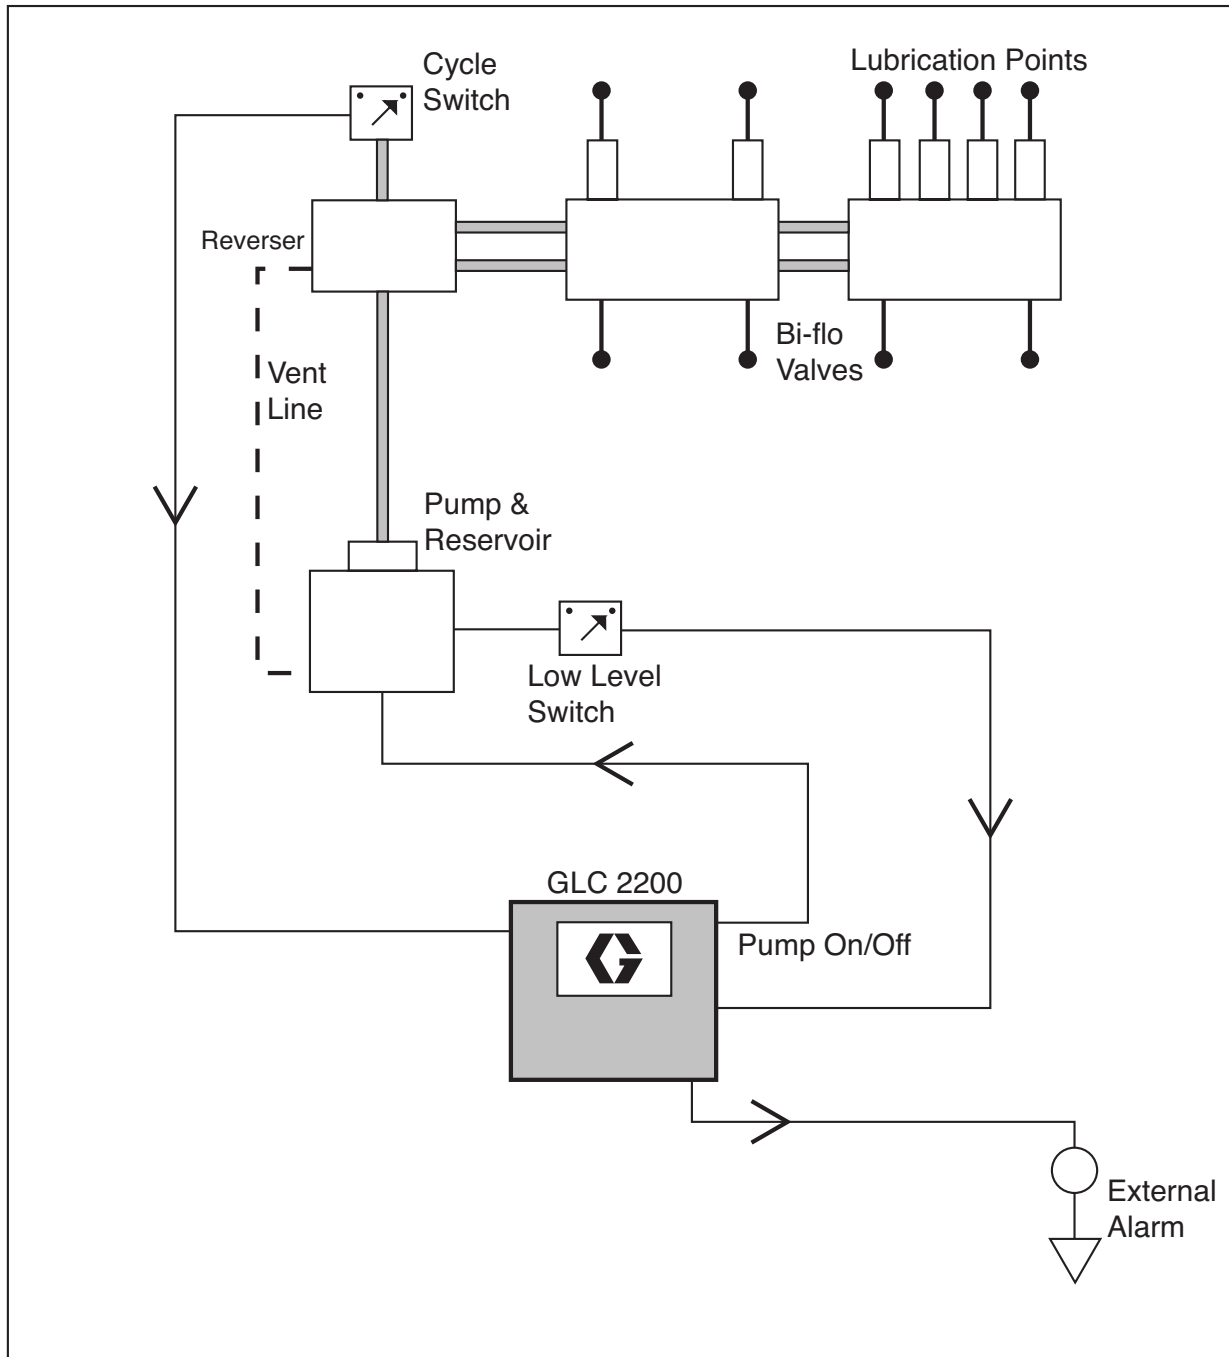 Cycle
Switch
Lubrication Points
Reverser
Bi-flo
Valves
Vent
Line
Pump &
Reservoir
Low Level
Switch
GLC 2200
Pump On/Off
External
Alarm